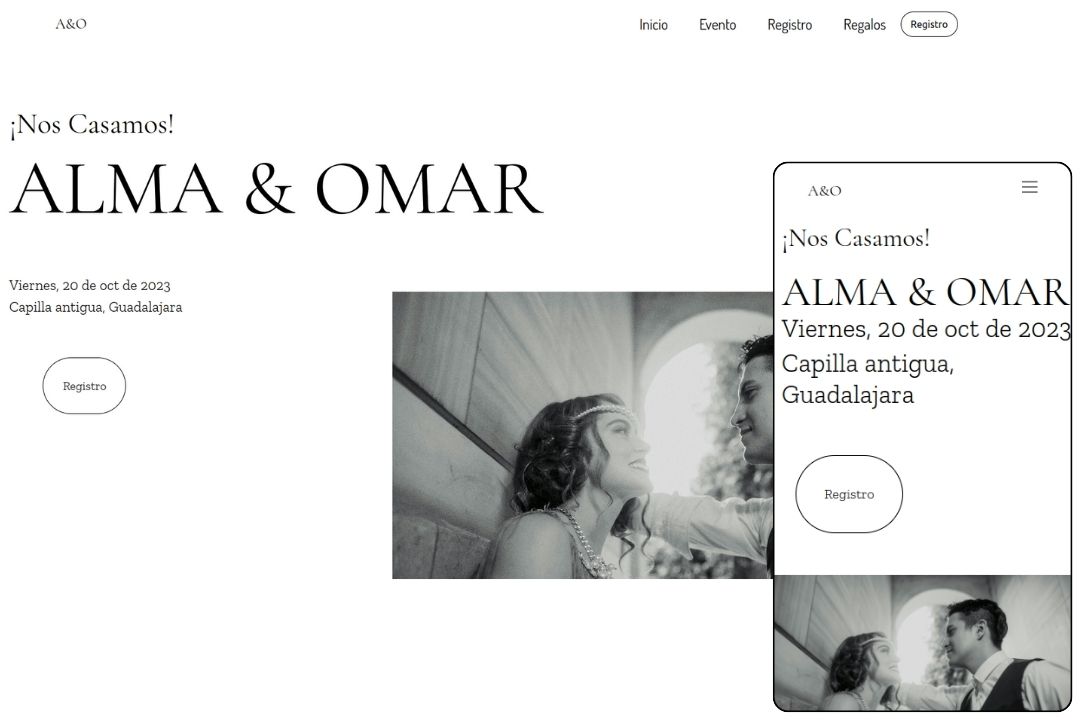 A&O
Inicio Evento Registro Regalos Registro
¡Nos Casamos!
ALMA & OMAR
Viernes, 20 de oct de 2023
Capilla antigua, Guadalajara
Registro
A&O
¡Nos Casamos!
ALMA & OMAR
Viernes, 20 de oct de 2023
Capilla antigua,
Guadalajara
Registro